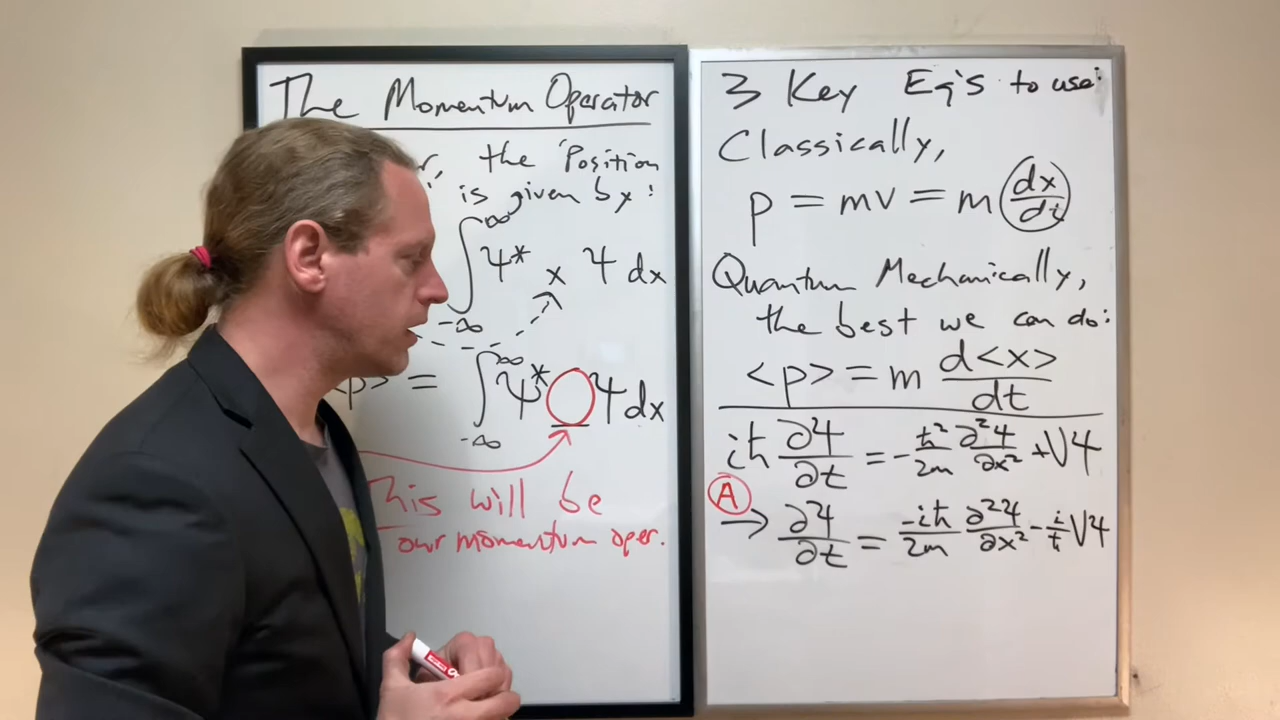 The Momentum Operator
the Position
is given by:
∞
∫ Ψ* x Ψ dx
-∞
∞
<p> = ∫ Ψ* Ψ dx
-∞
This will be
our momentum oper.
3 Key Eq's to use:
Classically,
p = mv = m dx/dt
Quantum Mechanically,
the best we can do:
<p> = m d<x>/dt
iħ ∂Ψ/∂t = -ħ²/2m ∂²Ψ/∂x² + VΨ
A
→ ∂Ψ/∂t = -iħ/2m ∂²Ψ/∂x² - i/ħ VΨ